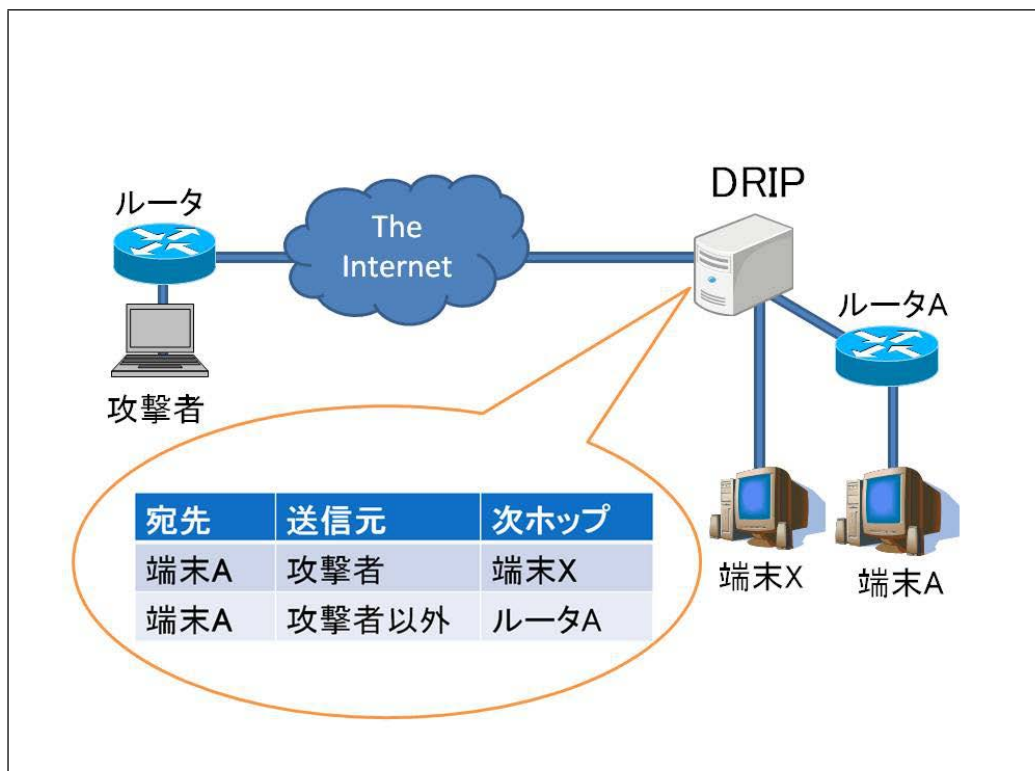 DRIP
ルータ
The
Internet
ルータA
攻撃者
宛先 送信元 次ホップ
端末A 攻撃者 端末X
端末A 攻撃者以外 ルータA
端末X
端末A